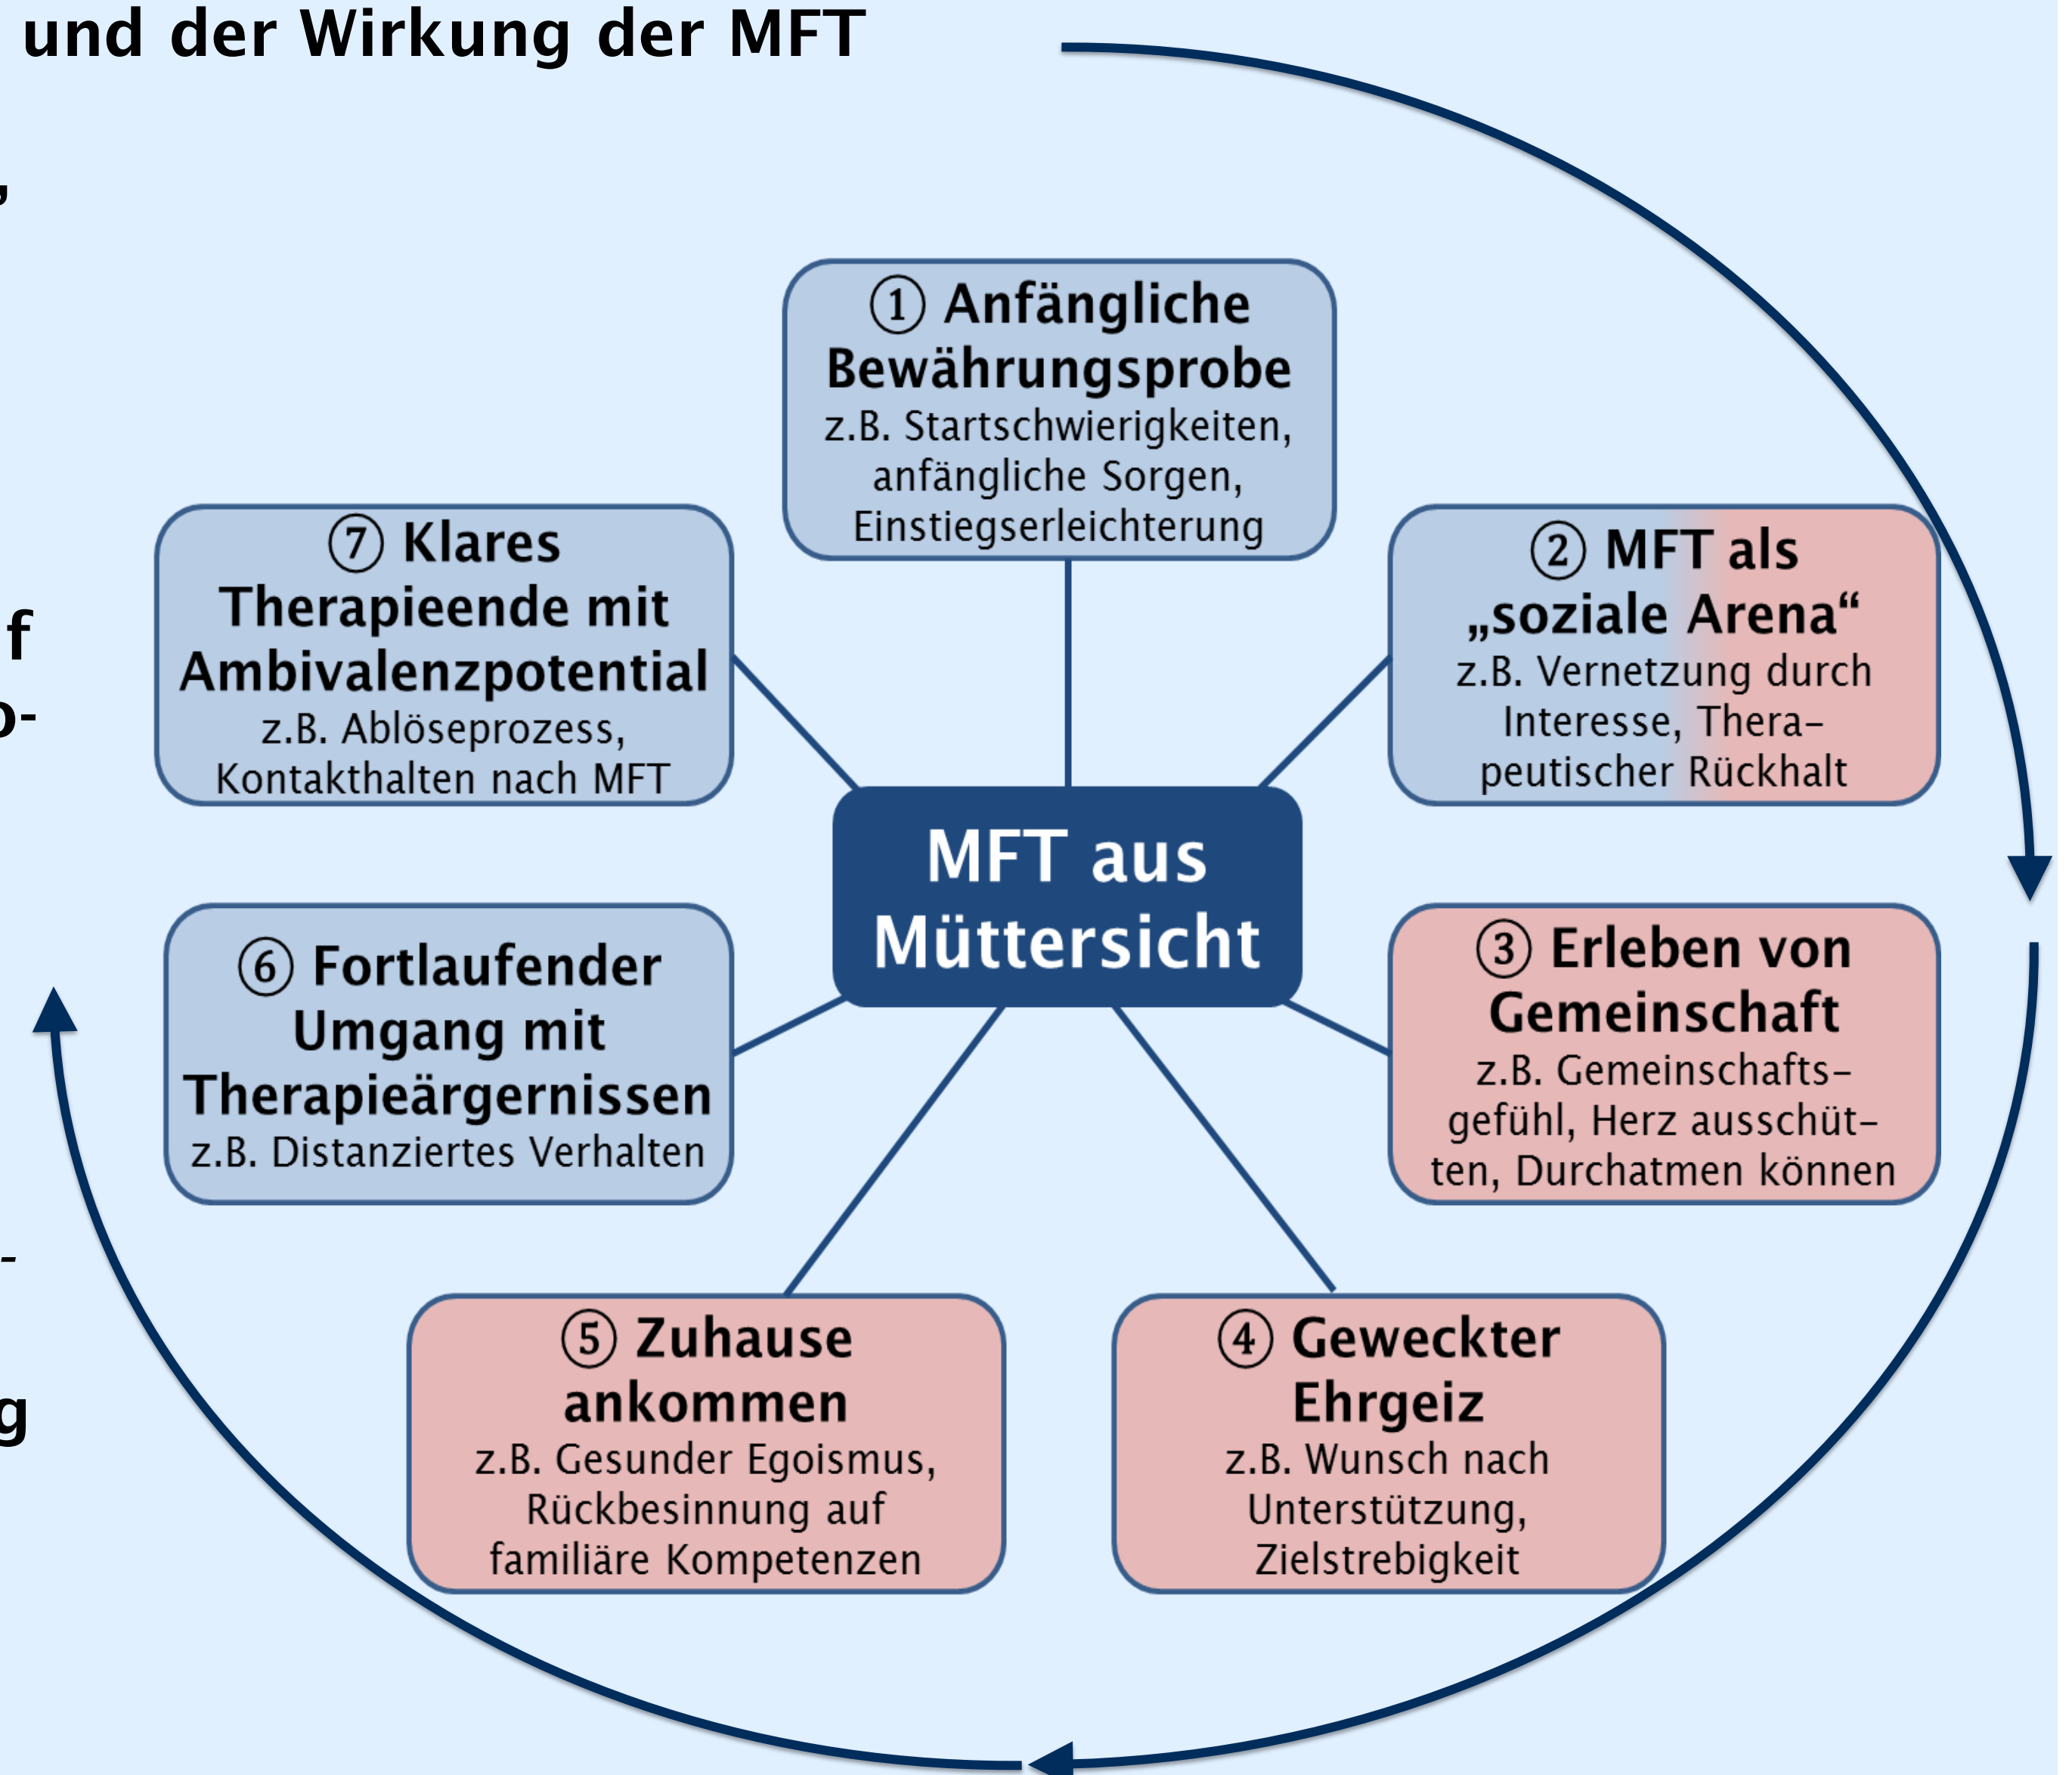 und der Wirkung der MFT
,
f
o-
-
g
① Anfängliche
Bewährungsprobe
z.B. Startschwierigkeiten,
anfängliche Sorgen,
Einstiegserleichterung
② MFT als
„soziale Arena“
z.B. Vernetzung durch
Interesse, Thera-
peutischer Rückhalt
③ Erleben von
Gemeinschaft
z.B. Gemeinschafts-
gefühl, Herz ausschüt-
ten, Durchatmen können
④ Geweckter
Ehrgeiz
z.B. Wunsch nach
Unterstützung,
Zielstrebigkeit
⑤ Zuhause
ankommen
z.B. Gesunder Egoismus,
Rückbesinnung auf
familiäre Kompetenzen
⑥ Fortlaufender
Umgang mit
Therapieärgernissen
z.B. Distanziertes Verhalten
⑦ Klares
Therapieende mit
Ambivalenzpotential
z.B. Ablöseprozess,
Kontakthalten nach MFT
MFT aus
Müttersicht